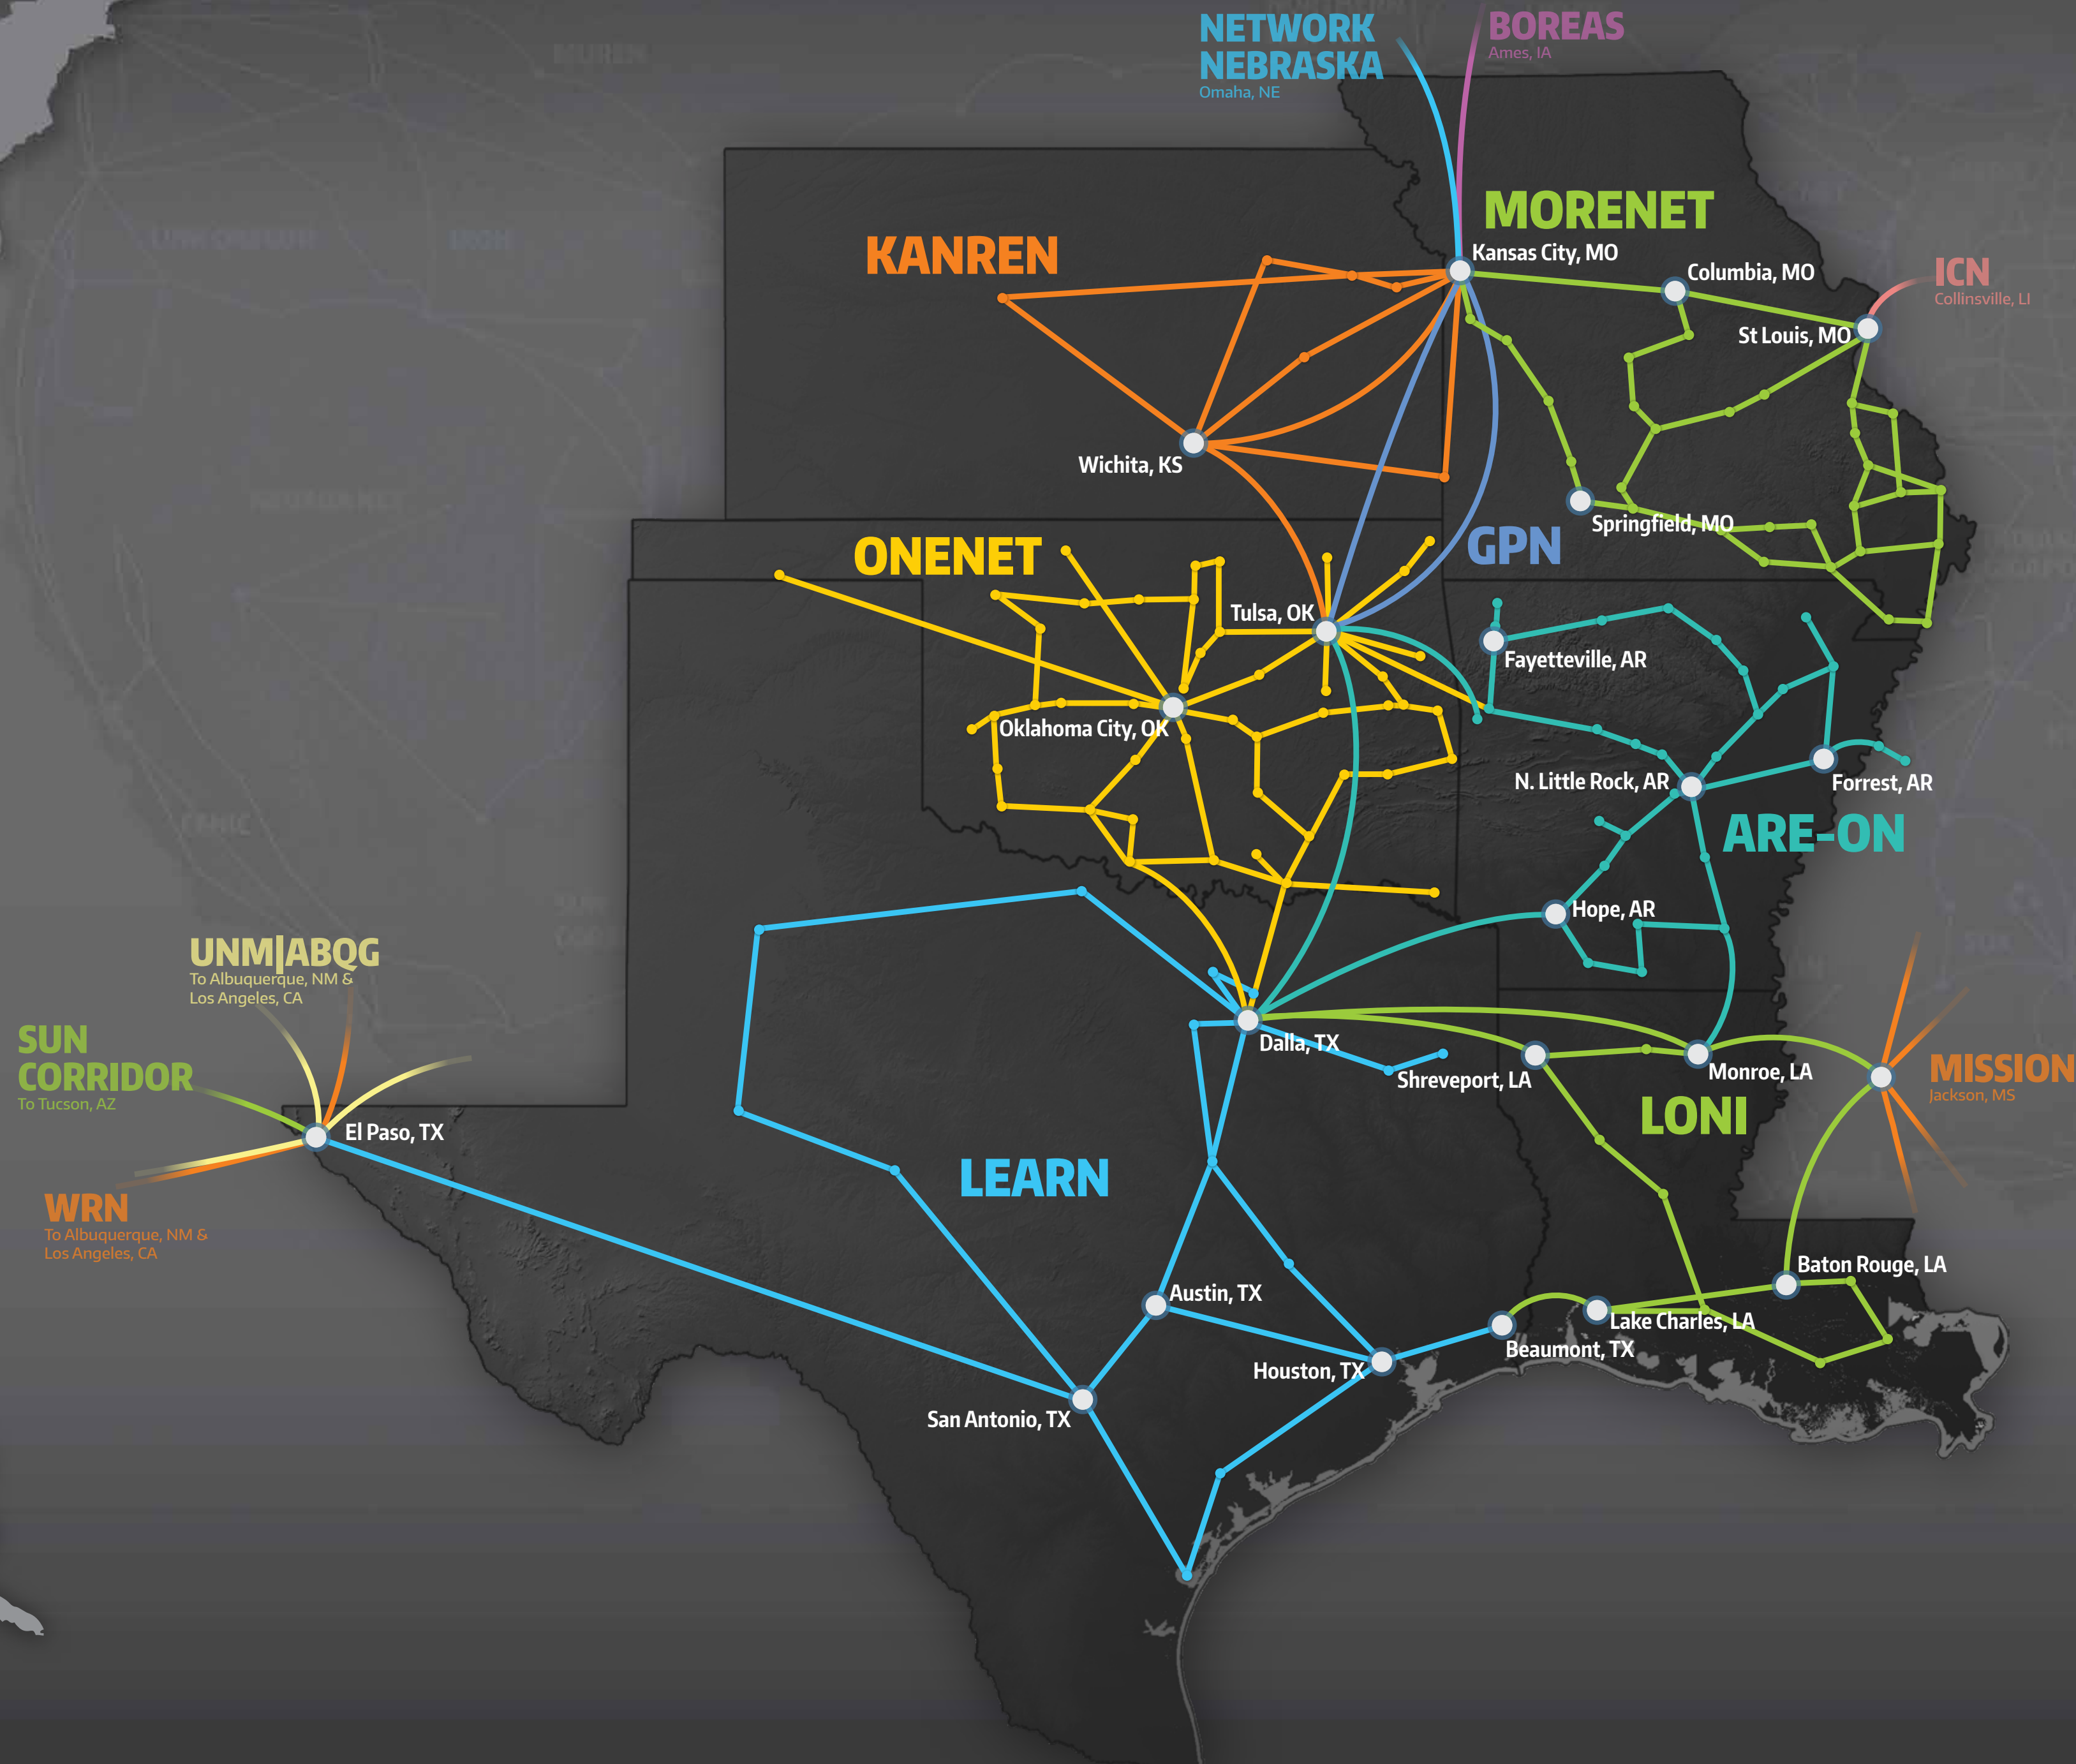 NETWORK
NEBRASKA
Omaha, NE
BOREAS
Ames, IA
MORENET
Kansas City, MO
Columbia, MO
St Louis, MO
ICN
Collinsville, LI
KANREN
Wichita, KS
Springfield, MO
GPN
ONENET
Tulsa, OK
Oklahoma City, OK
Fayetteville, AR
N. Little Rock, AR
Forrest, AR
ARE-ON
Hope, AR
UNM|ABQG
To Albuquerque, NM &
Los Angeles, CA
SUN
CORRIDOR
To Tucson, AZ
El Paso, TX
WRN
To Albuquerque, NM &
Los Angeles, CA
Dalla, TX
Shreveport, LA
Monroe, LA
MISSION
Jackson, MS
LONI
LEARN
Austin, TX
Houston, TX
San Antonio, TX
Baton Rouge, LA
Lake Charles, LA
Beaumont, TX